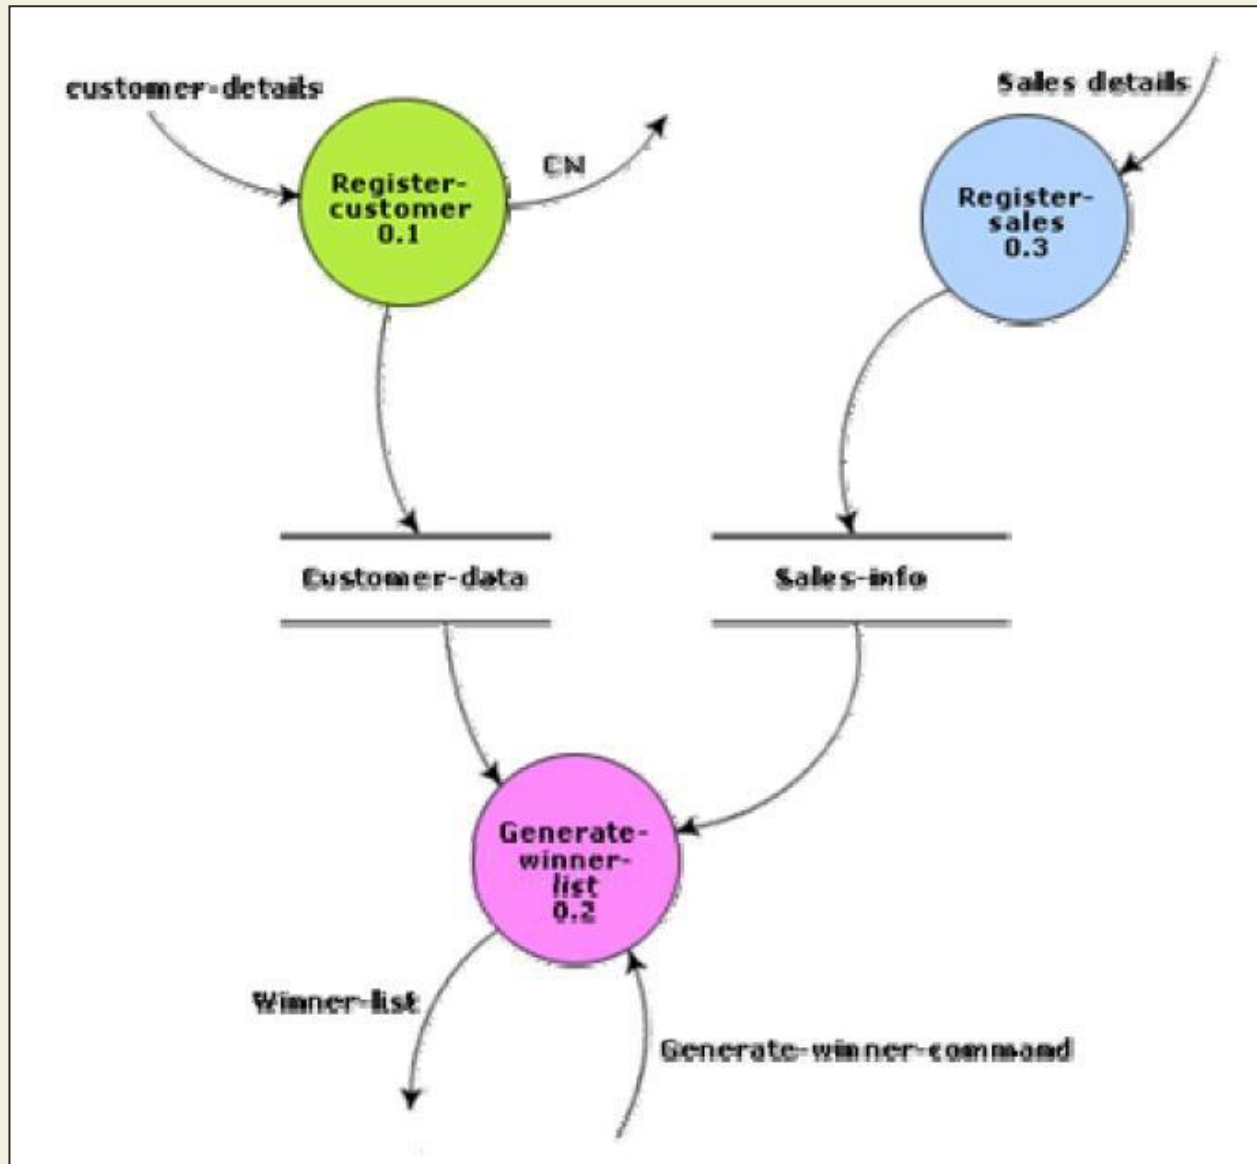 customer-details
Sales details
CN
Register-
customer
0.1
Register-
sales
0.3
Customer-data
Sales-info
Generate-
winner-
list
0.2
Winner-list
Generate-winner-command